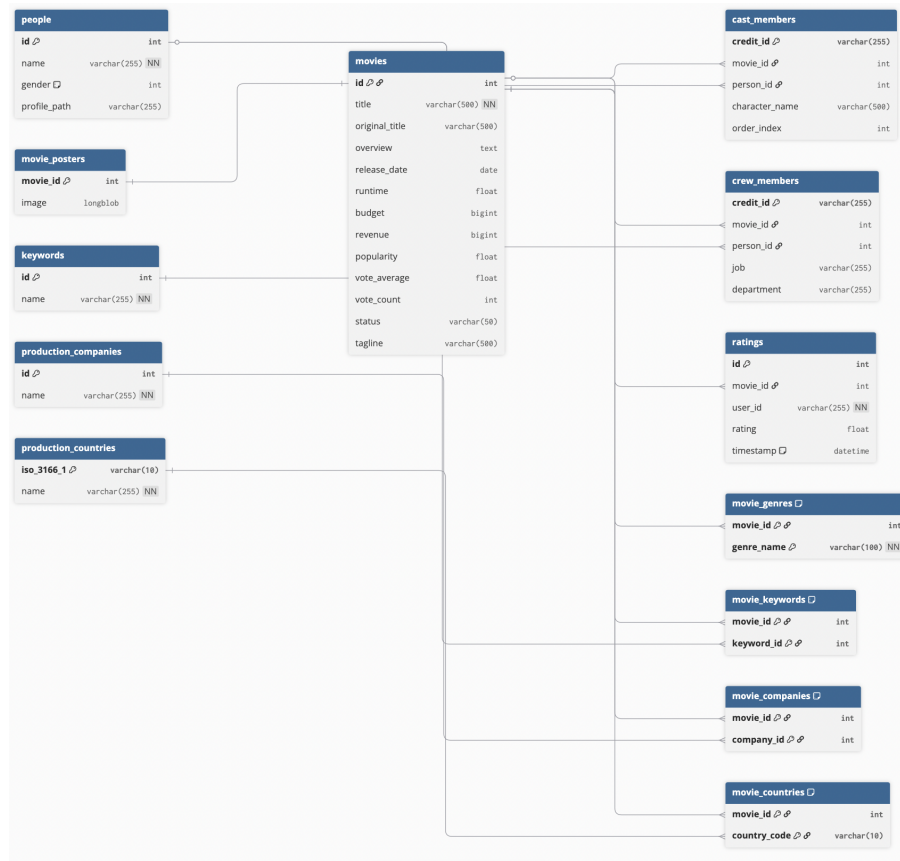 people
id int
name varchar(255) NN
gender int
profile_path varchar(255)
movie_posters
movie_id int
image longblob
keywords
id int
name varchar(255) NN
production_companies
id int
name varchar(255) NN
production_countries
iso_3166_1 varchar(10)
name varchar(255) NN
movies
id int
title varchar(500) NN
original_title varchar(500)
overview text
release_date date
runtime float
budget bigint
revenue bigint
popularity float
vote_average float
vote_count int
status varchar(50)
tagline varchar(500)
cast_members
credit_id varchar(255)
movie_id int
person_id int
character_name varchar(500)
order_index int
crew_members
credit_id varchar(255)
movie_id int
person_id int
job varchar(255)
department varchar(255)
ratings
id int
movie_id int
user_id varchar(255) NN
rating float
timestamp datetime
movie_genres
movie_id int
genre_name varchar(100) NN
movie_keywords
movie_id int
keyword_id int
movie_companies
movie_id int
company_id int
movie_countries
movie_id int
country_code varchar(10)